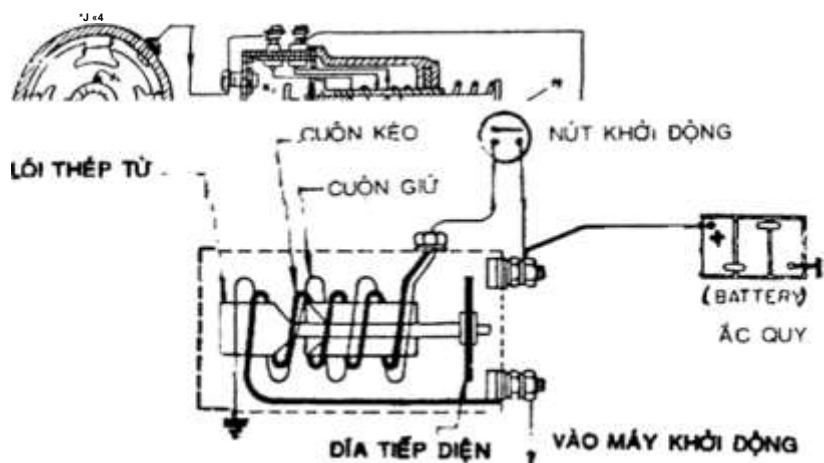 CUỘN KÉO
NÚT KHỞI ĐỘNG
LÕI THÉP TỪ
CUỘN GIỮ
+
(BATTERY)
ẮC QUY
DĨA TIẾP DIỆN
VÀO MÁY KHỞI ĐỘNG